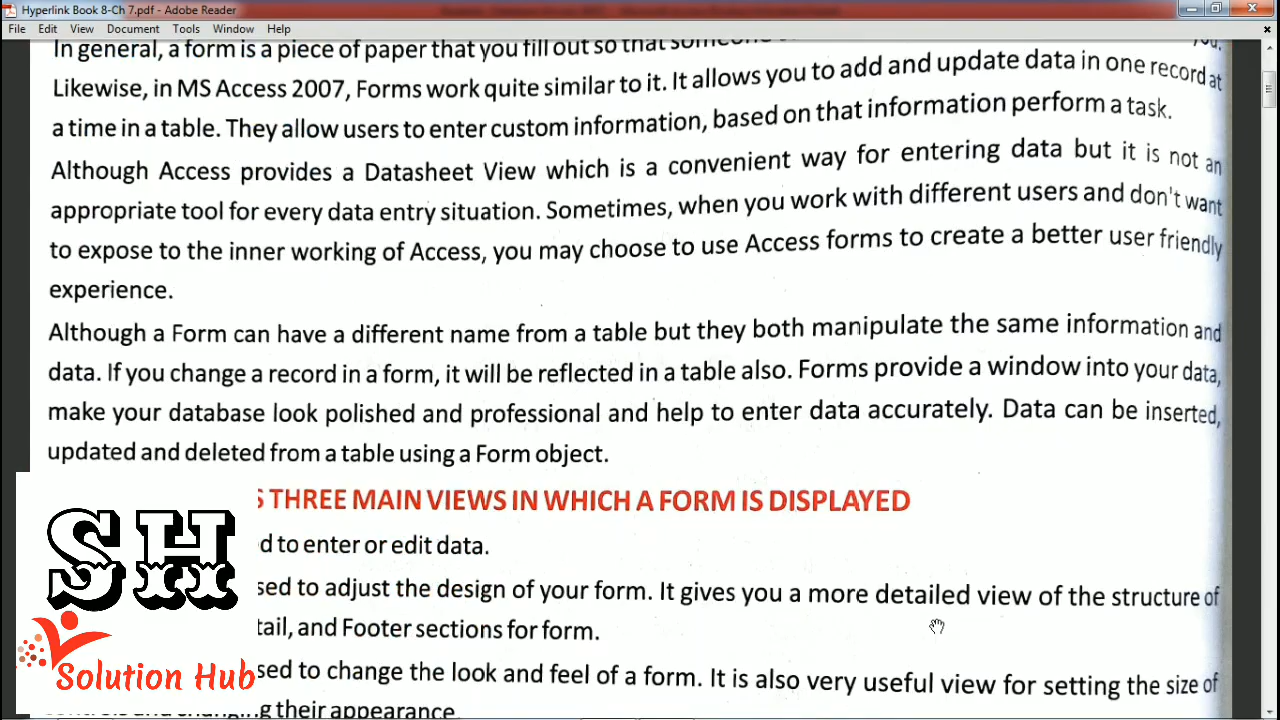 Hyperlink Book 8-Ch 7.pdf - Adobe Reader
File Edit View Document Tools Window Help
In general, a form is a piece of paper that you fill out so that someone
you.
Likewise, in MS Access 2007, Forms work quite similar to it. It allows you to add and update data in one record at
a time in a table. They allow users to enter custom information, based on that information perform a task.
Although Access provides a Datasheet View which is a convenient way for entering data but it is not an
appropriate tool for every data entry situation. Sometimes, when you work with different users and don't want
to expose to the inner working of Access, you may choose to use Access forms to create a better user friendly
experience.
Although a Form can have a different name from a table but they both manipulate the same information and
data. If you change a record in a form, it will be reflected in a table also. Forms provide a window into your data,
make your database look polished and professional and help to enter data accurately. Data can be inserted,
updated and deleted from a table using a Form object.
THREE MAIN VIEWS IN WHICH A FORM IS DISPLAYED
d to enter or edit data.
sed to adjust the design of your form. It gives you a more detailed view of the structure of
tail, and Footer sections for form.
sed to change the look and feel of a form. It is also very useful view for setting the size of
g their appearance.
SH
Solution Hub